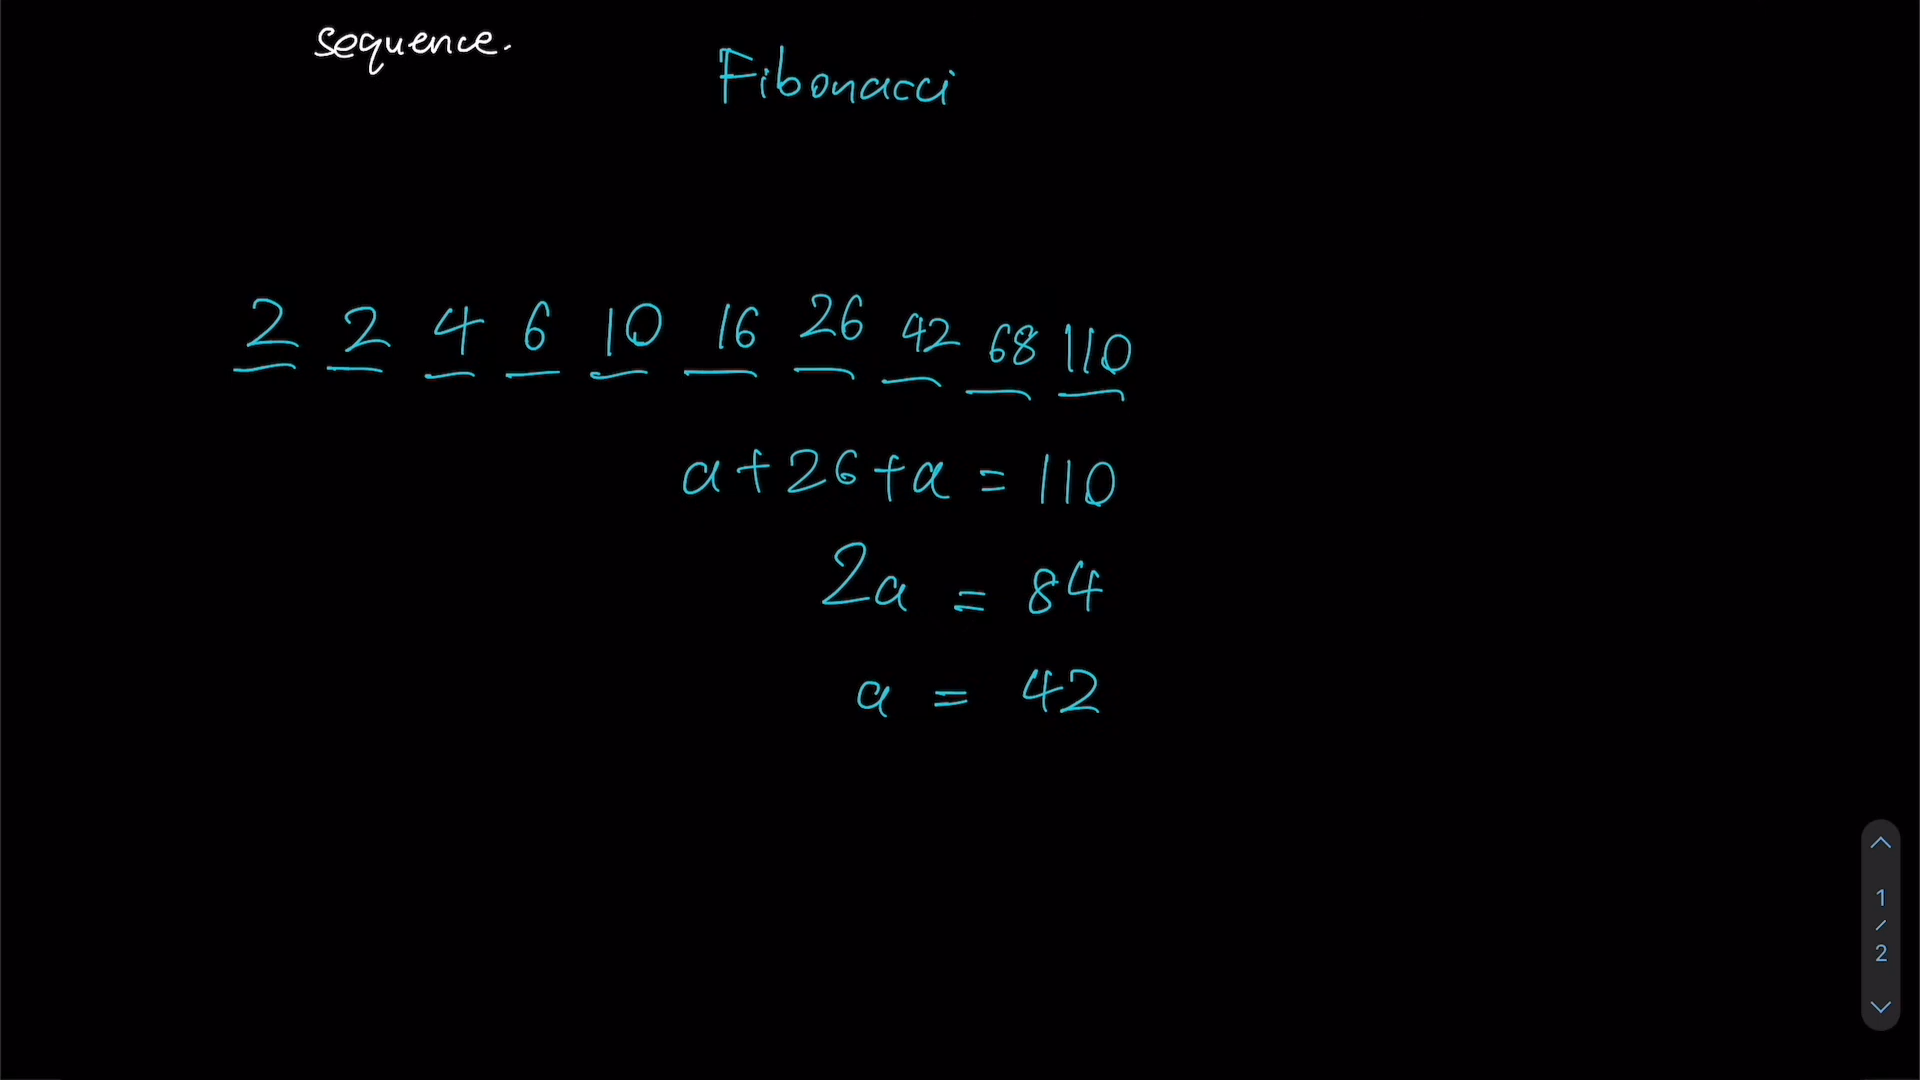 sequence.
Fibonacci
2 2 4 6 10 16 26 42 68 110
a + 26 + a = 110
2a = 84
a = 42
1
/
2